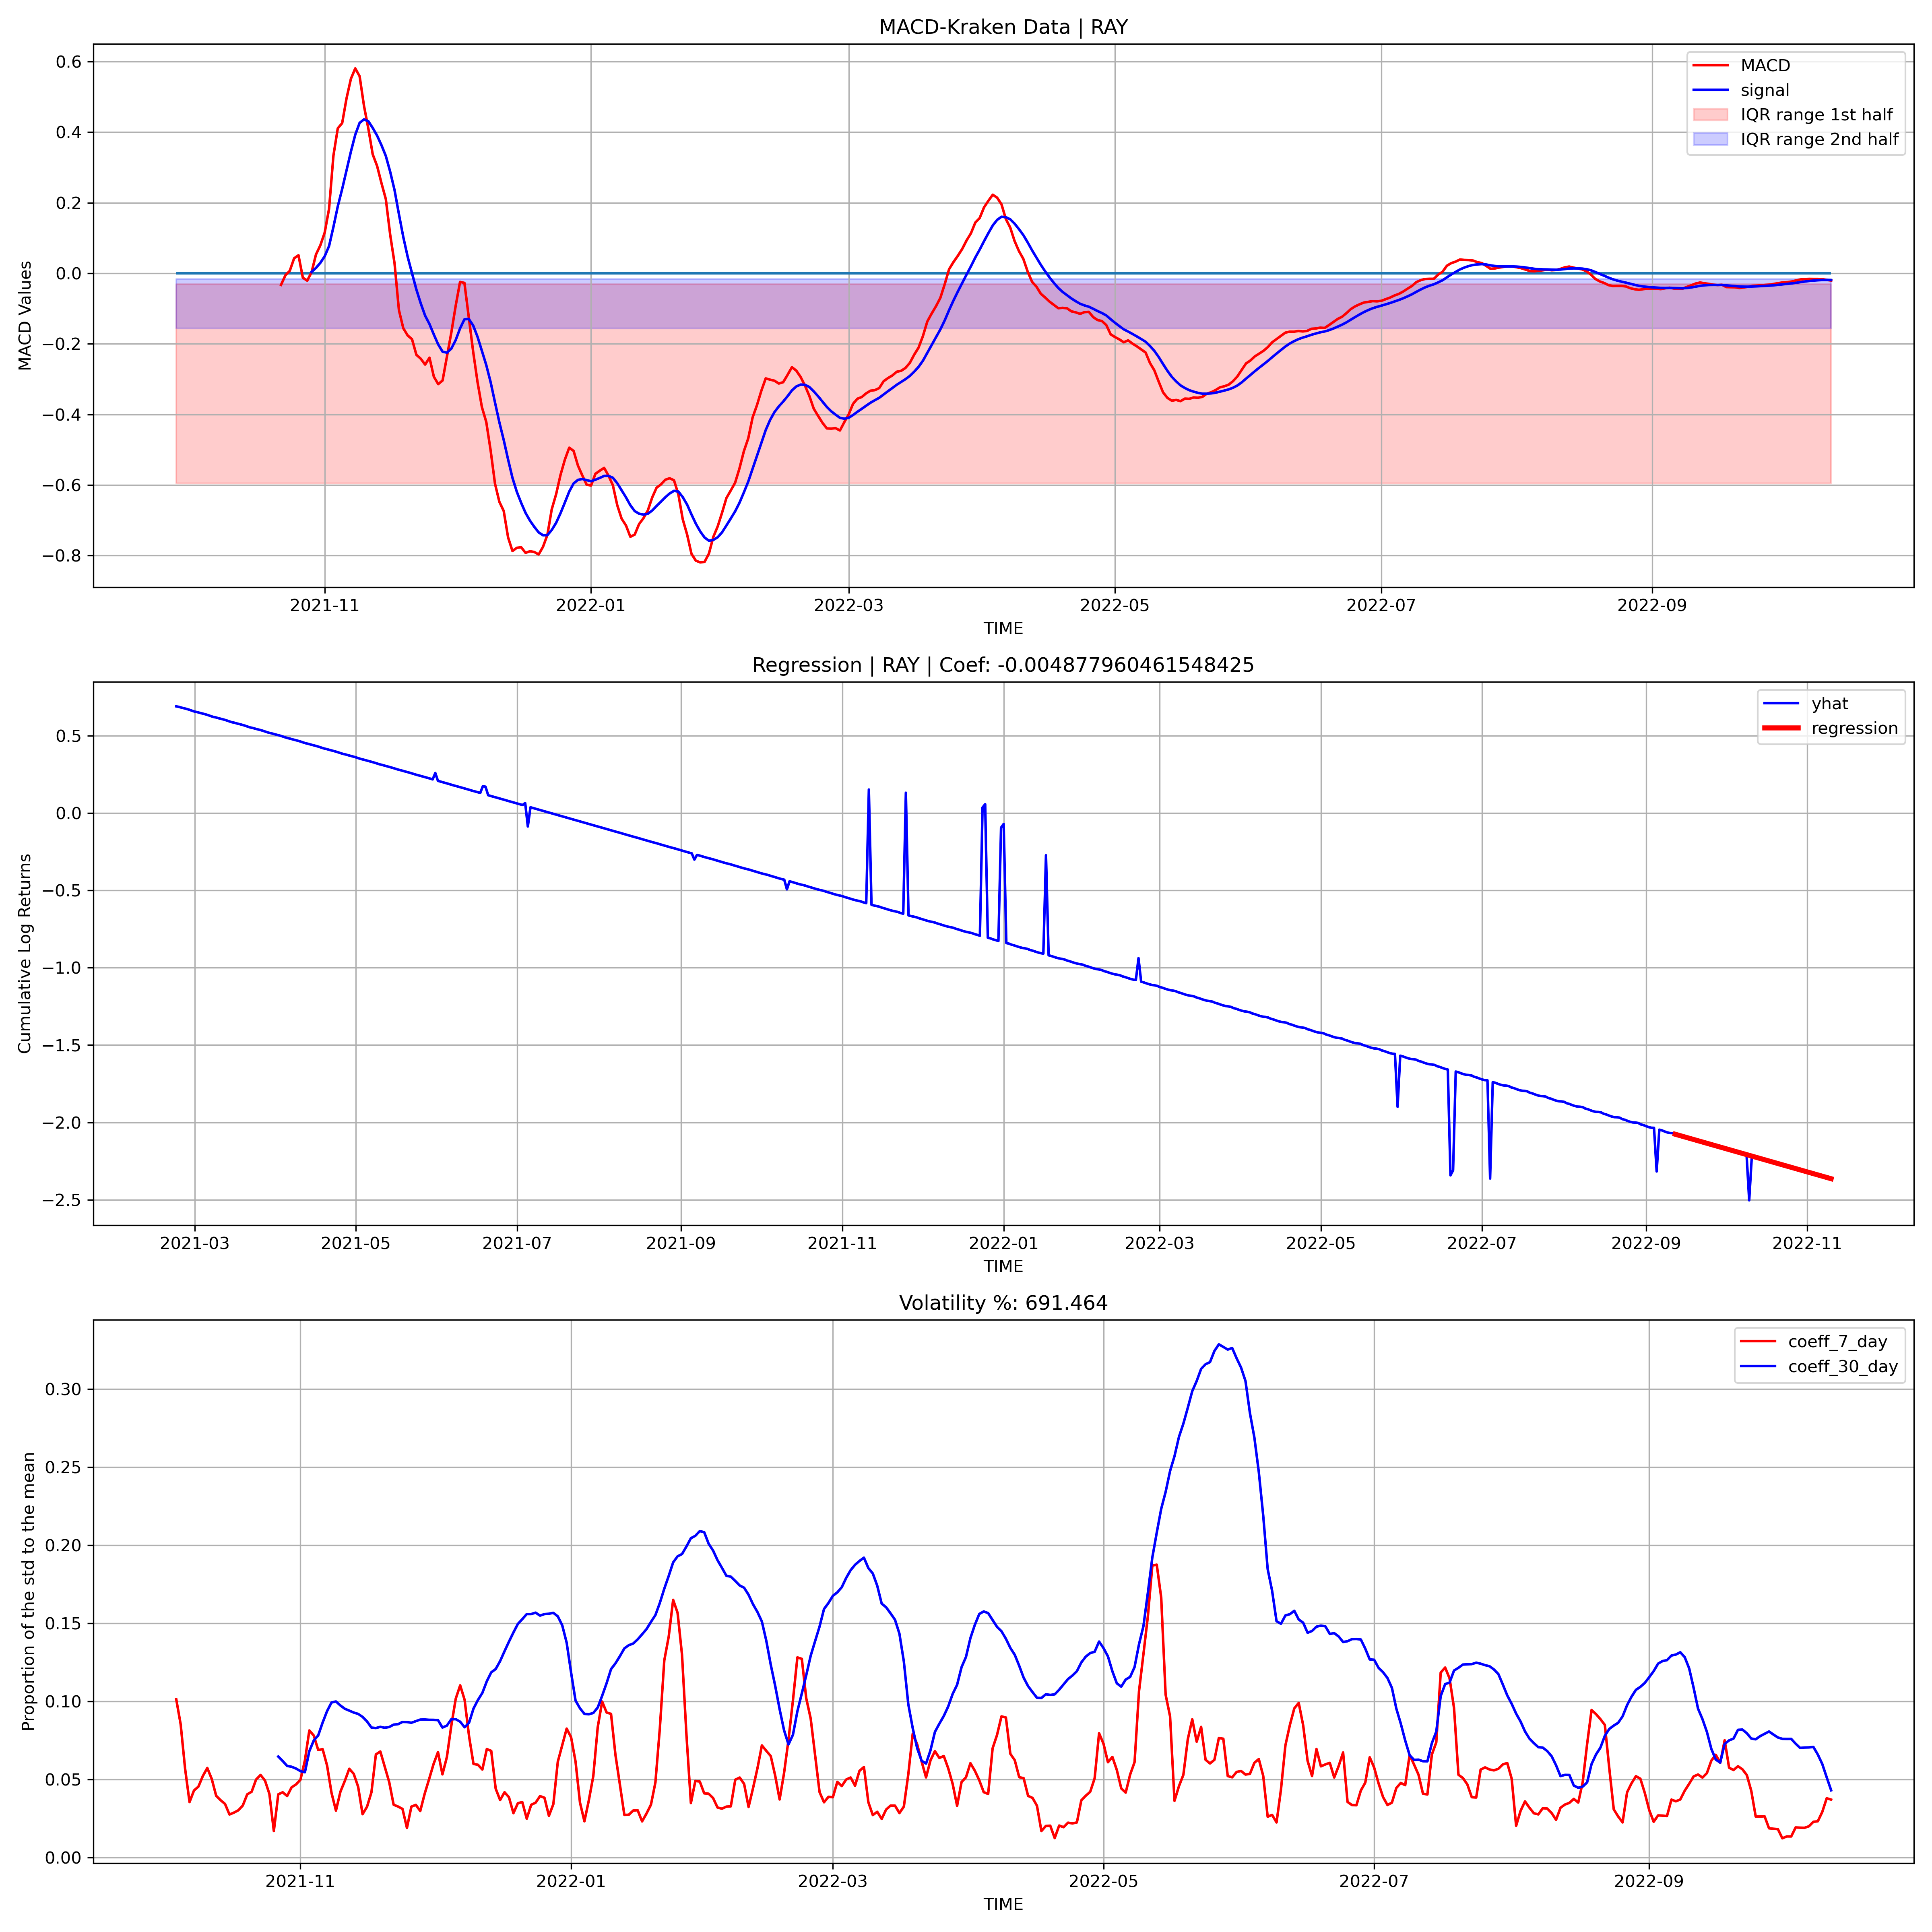 MACD-Kraken Data | RAY
MACD Values
0.6
0.4
0.2
0.0
−0.2
−0.4
−0.6
−0.8
MACD
signal
IQR range 1st half
IQR range 2nd half
2021-11
2022-01
2022-03
2022-05
2022-07
2022-09
TIME
Regression | RAY | Coef: -0.004877960461548425
Cumulative Log Returns
0.5
0.0
−0.5
−1.0
−1.5
−2.0
−2.5
yhat
regression
2021-03
2021-05
2021-07
2021-09
2021-11
2022-01
2022-03
2022-05
2022-07
2022-09
2022-11
TIME
Volatility %: 691.464
Proportion of the std to the mean
0.30
0.25
0.20
0.15
0.10
0.05
0.00
coeff_7_day
coeff_30_day
2021-11
2022-01
2022-03
2022-05
2022-07
2022-09
TIME